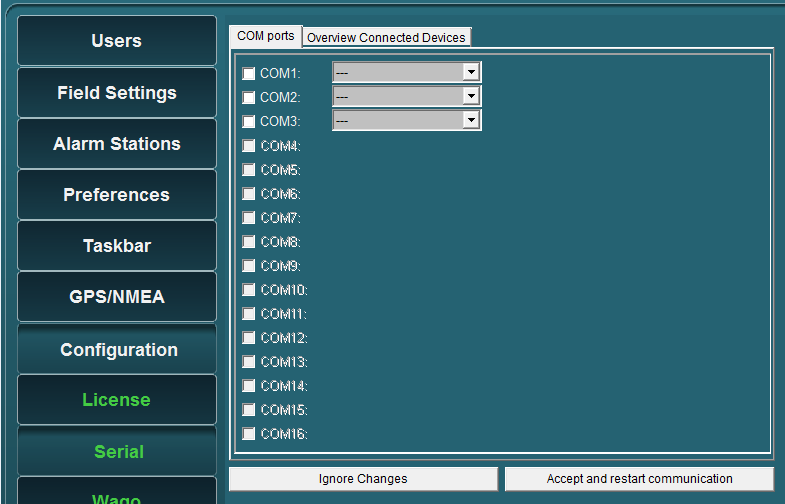 Users
Field Settings
Alarm Stations
Preferences
Taskbar
GPS/NMEA
Configuration
License
Serial
Wago
COM ports
Overview Connected Devices
COM1: ---
COM2: ---
COM3: ---
COM4:
COM5:
COM6:
COM7:
COM8:
COM9:
COM10:
COM11:
COM12:
COM13:
COM14:
COM15:
COM16:
Ignore Changes
Accept and restart communication